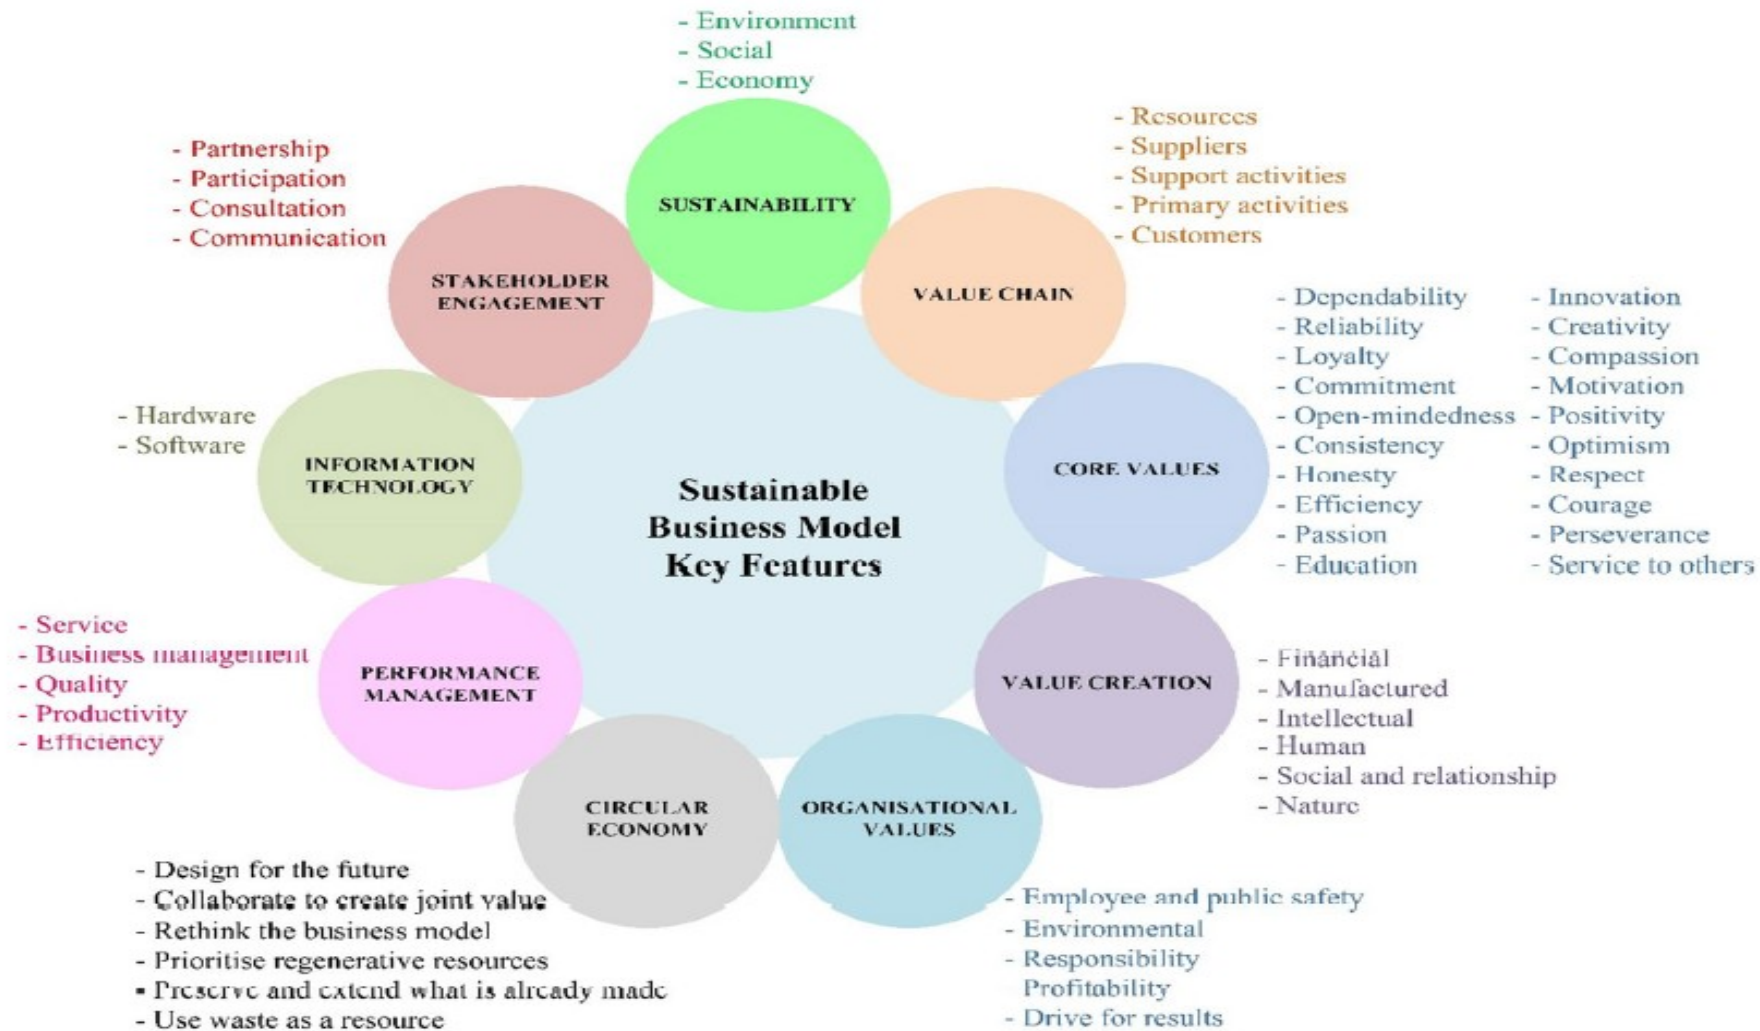 - Environment
- Social
- Economy
- Partnership
- Participation
- Consultation
- Communication
- Resources
- Suppliers
- Support activities
- Primary activities
- Customers
SUSTAINABILITY
STAKEHOLDER
ENGAGEMENT
VALUE CHAIN
- Dependability
- Reliability
- Loyalty
- Commitment
- Open-mindedness
- Consistency
- Honesty
- Efficiency
- Passion
- Education
- Innovation
- Creativity
- Compassion
- Motivation
- Positivity
- Optimism
- Respect
- Courage
- Perseverance
- Service to others
- Hardware
- Software
INFORMATION
TECHNOLOGY
CORE VALUES
Sustainable
Business Model
Key Features
- Service
- Business management
- Quality
- Productivity
- Efficiency
PERFORMANCE
MANAGEMENT
VALUE CREATION
- Financial
- Manufactured
- Intellectual
- Human
- Social and relationship
- Nature
CIRCULAR
ECONOMY
ORGANISATIONAL
VALUES
- Design for the future
- Collaborate to create joint value
- Rethink the business model
- Prioritise regenerative resources
- Preserve and extend what is already made
- Use waste as a resource
- Employee and public safety
- Environmental
- Responsibility
Profitability
- Drive for results